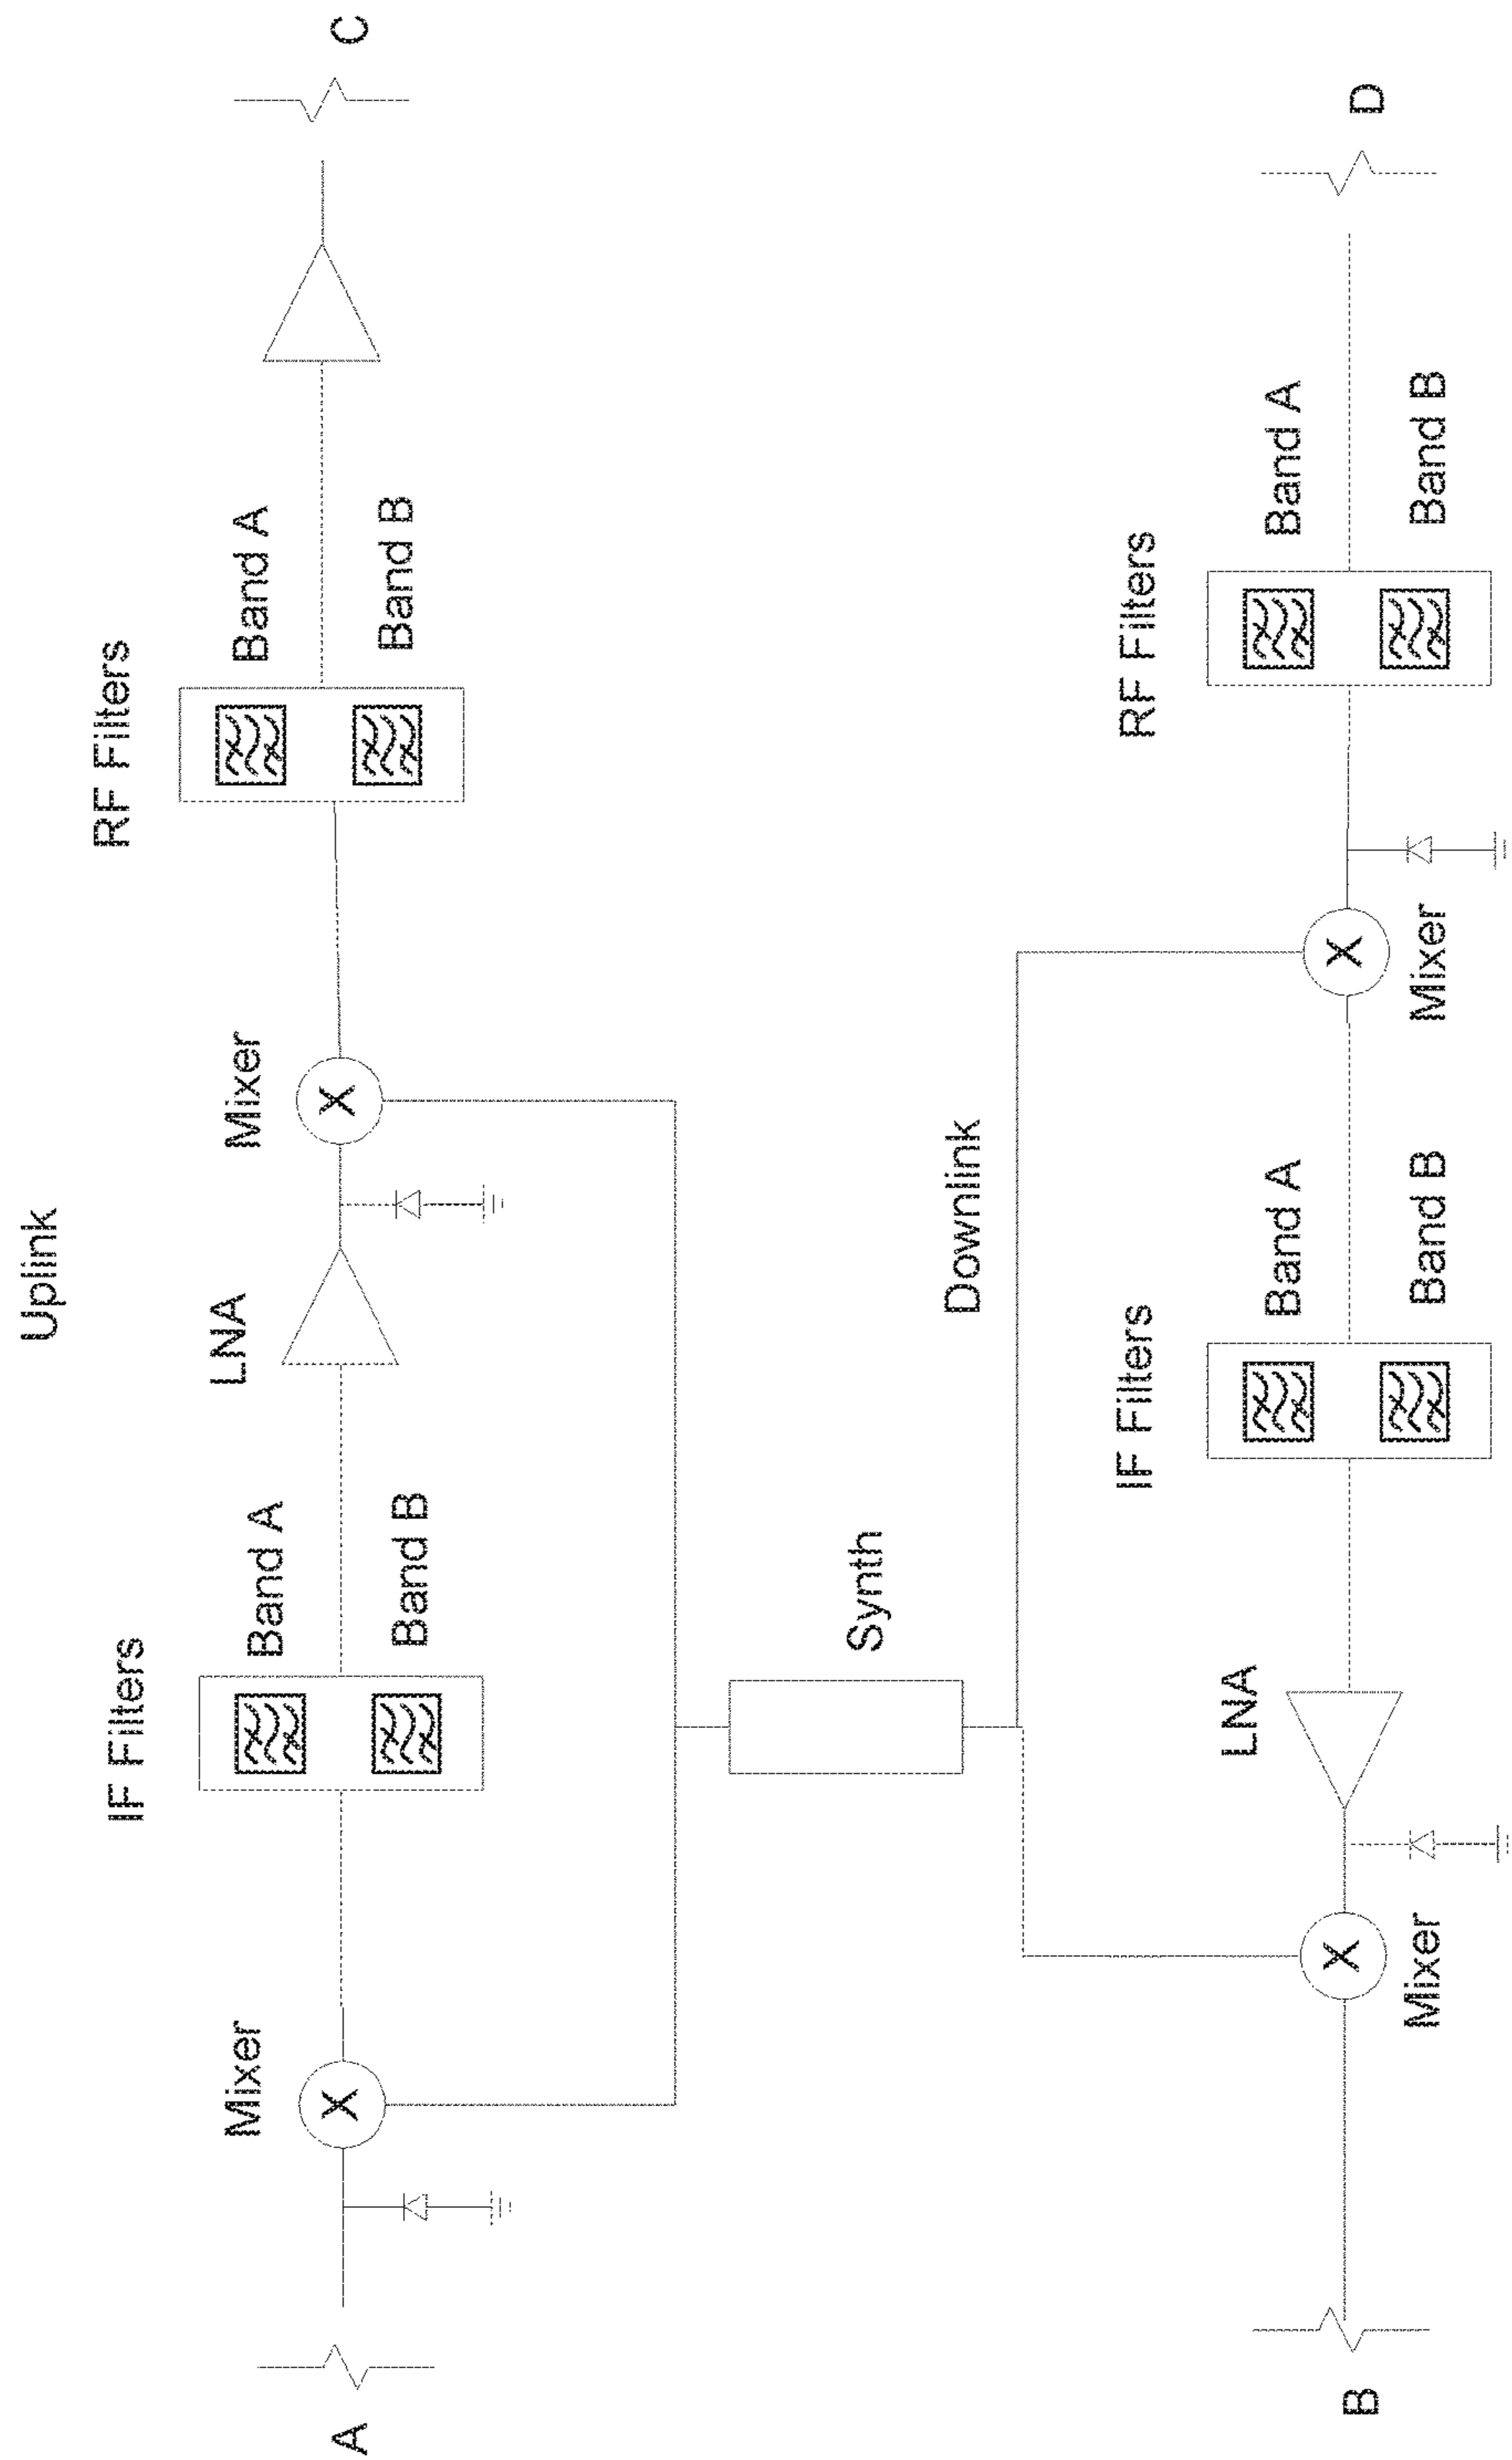 Uplink
IF Filters
RF Filters
Mixer
LNA
Mixer
Band A
Band A
X
X
A
C
Band B
Band B
Synth
Downlink
IF Filters
RF Filters
LNA
Band A
Band A
X
X
B
D
Mixer
Band B
Mixer
Band B